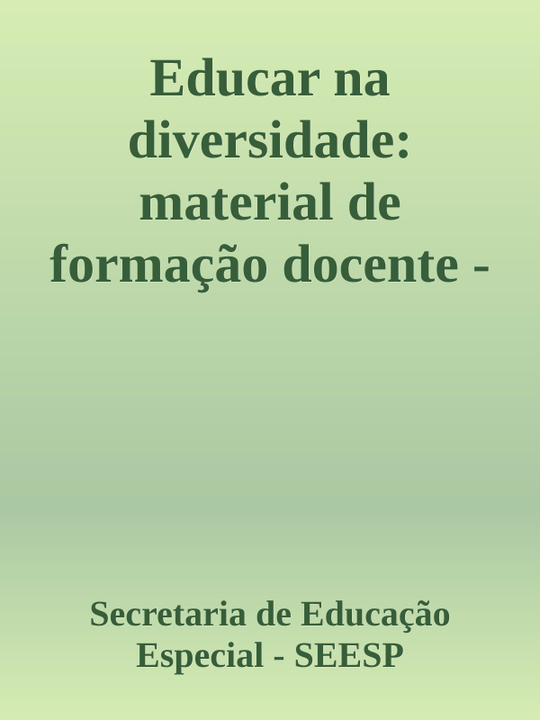 Educar na
diversidade:
material de
formação docente -
Secretaria de Educação
Especial - SEESP